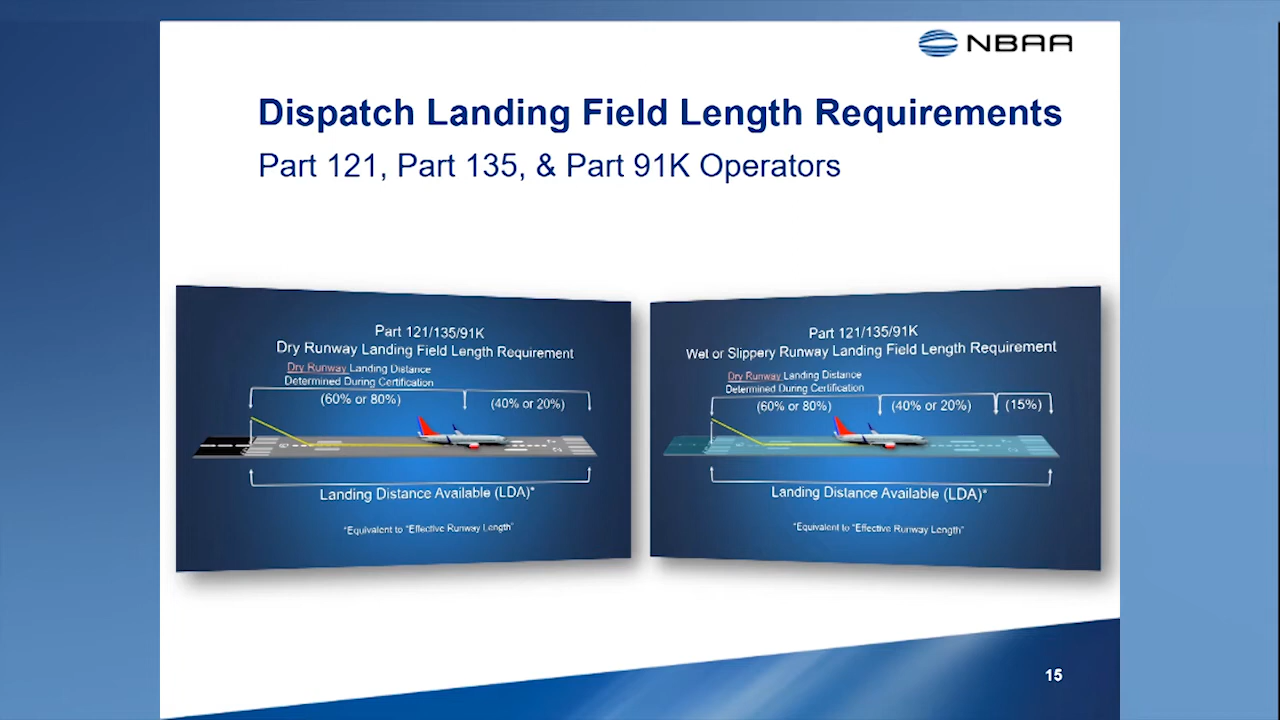 NBAA
Dispatch Landing Field Length Requirements
Part 121, Part 135, & Part 91K Operators
Part 121/135/91K
Dry Runway Landing Field Length Requirement
Dry Runway Landing Distance
Determined During Certification
(60% or 80%)
(40% or 20%)
Landing Distance Available (LDA)*
*Equivalent to "Effective Runway Length"
Part 121/135/91K
Wet or Slippery Runway Landing Field Length Requirement
Dry Runway Landing Distance
Determined During Certification
(60% or 80%)
(40% or 20%)
(15%)
Landing Distance Available (LDA)*
*Equivalent to "Effective Runway Length"
15